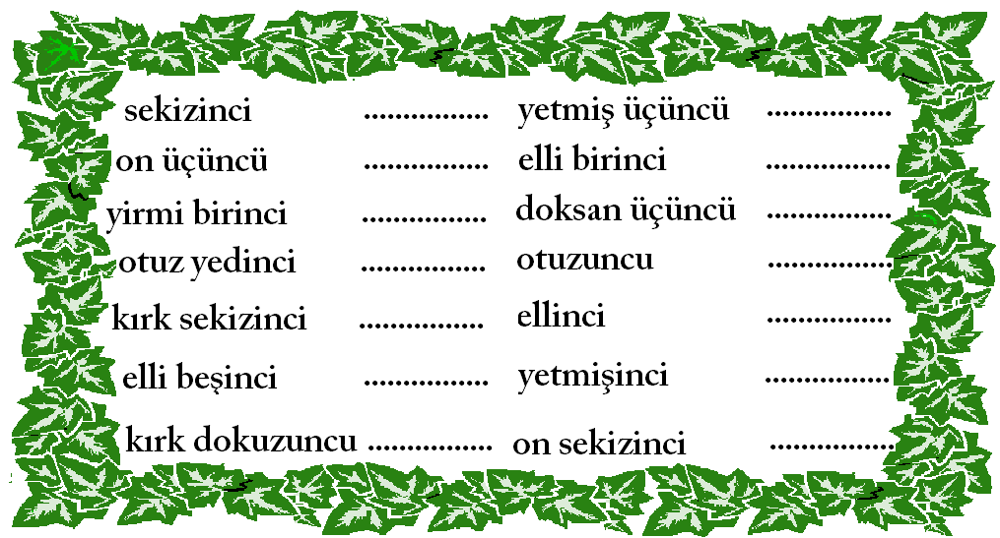 sekizinci ................ yetmiş üçüncü ................
on üçüncü ................ elli birinci ................
yirmi birinci ................ doksan üçüncü ................
otuz yedinci ................ otuzuncu ................
kırk sekizinci ................ ellinci ................
elli beşinci ................ yetmişinci ................
kırk dokuzuncu ................ on sekizinci ................